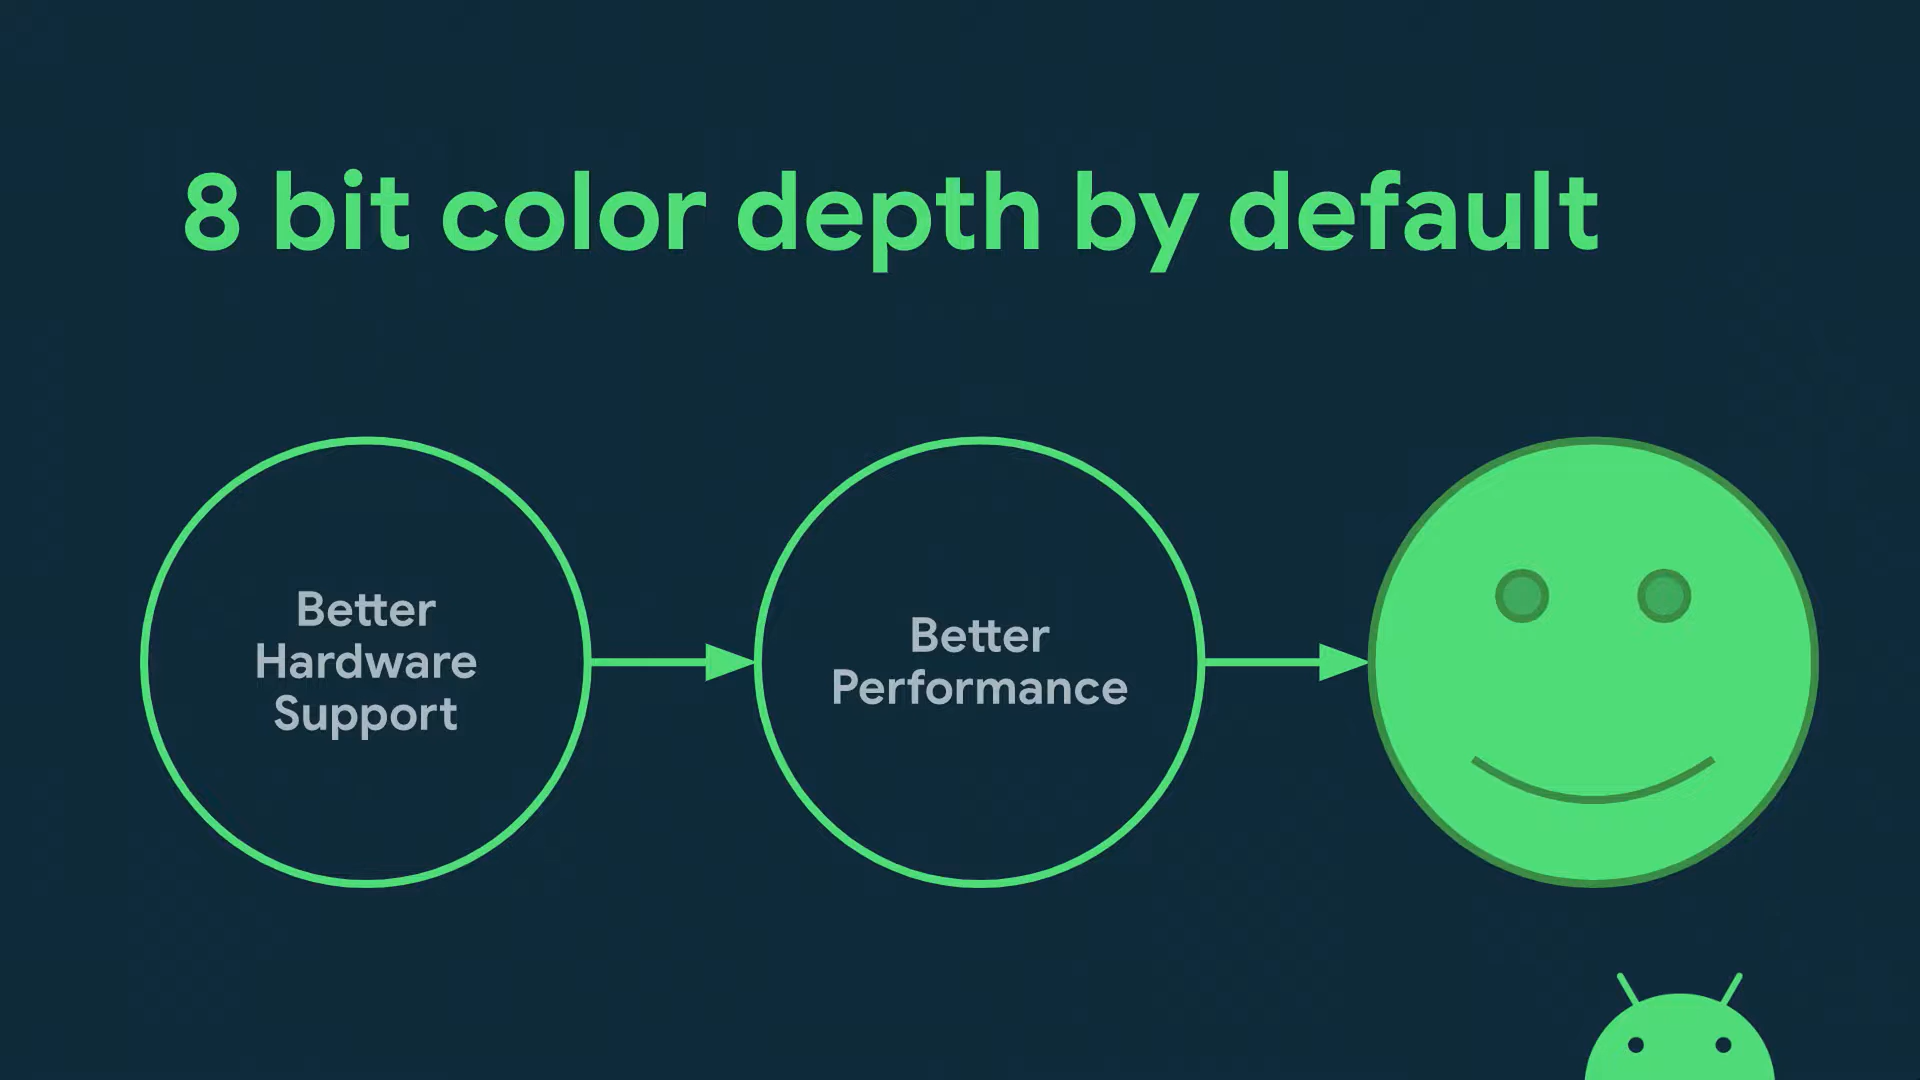 8 bit color depth by default
Better
Hardware
Support
Better
Performance